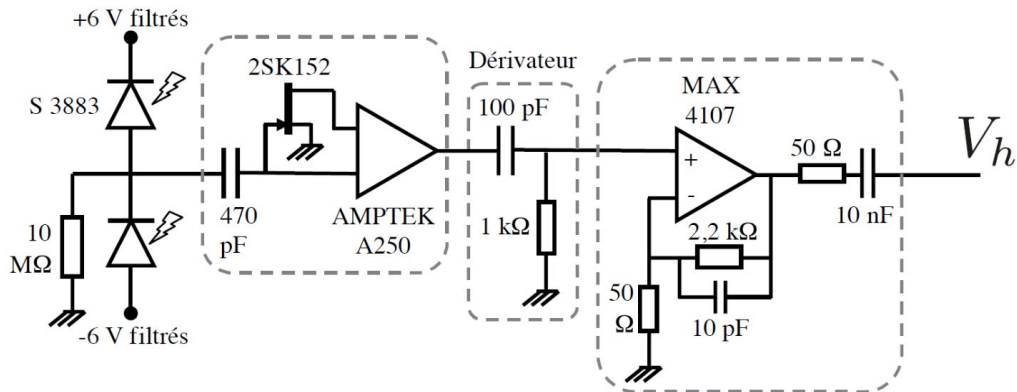 +6 V filtrés
S 3883
10
MΩ
-6 V filtrés
2SK152
470
pF
AMPTEK
A250
Dérivateur
100 pF
1 kΩ
MAX
4107
+
-
50 Ω
10 nF
2,2 kΩ
10 pF
50
Ω
V_h